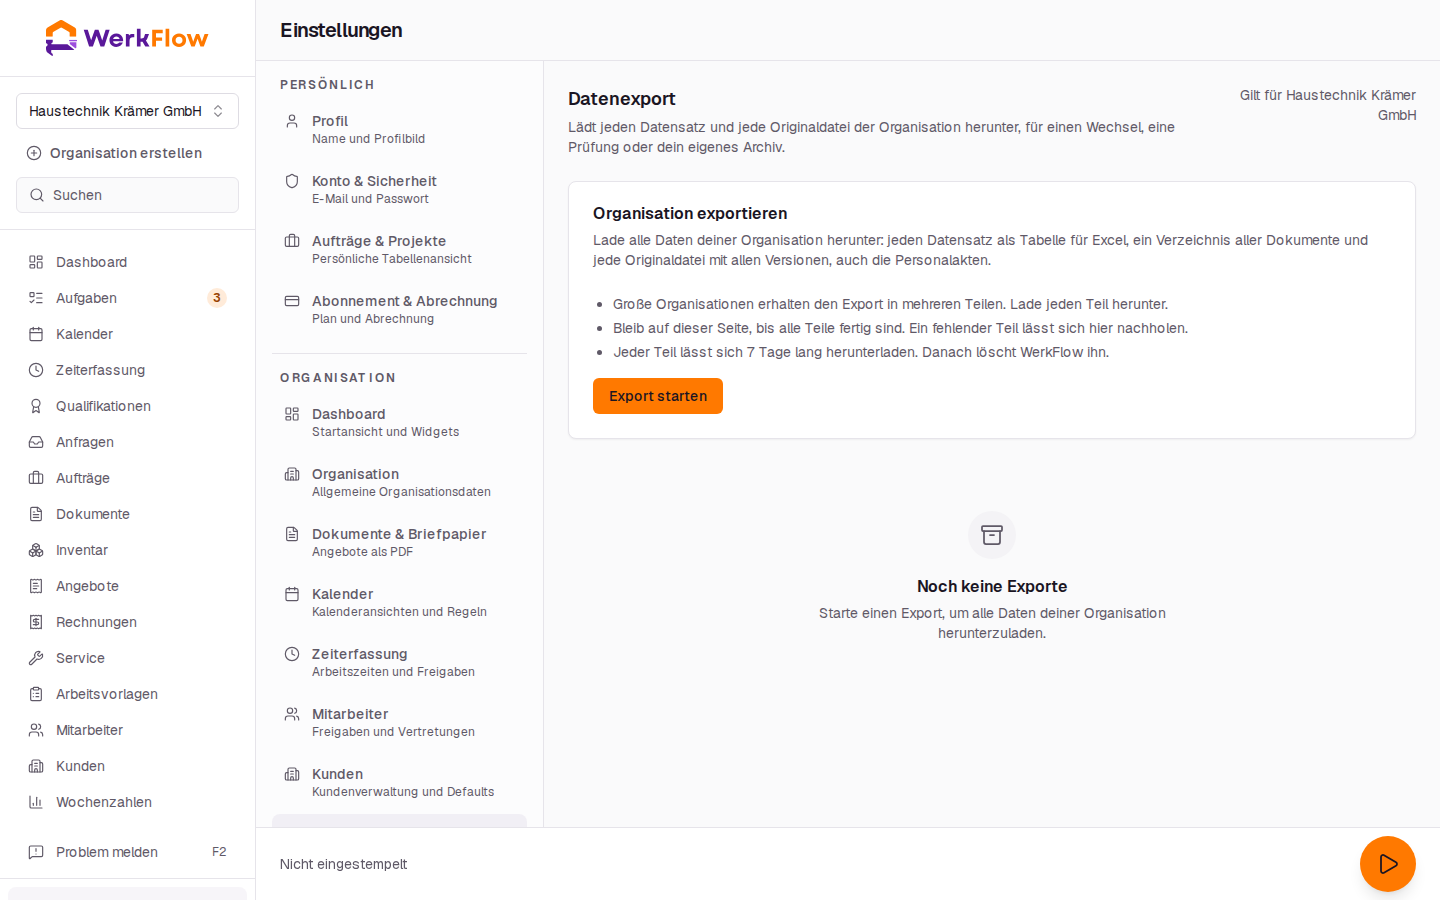 WerkFlow
Haustechnik Krämer GmbH
Organisation erstellen
Suchen
Dashboard
Aufgaben 3
Kalender
Zeiterfassung
Qualifikationen
Anfragen
Aufträge
Dokumente
Inventar
Angebote
Rechnungen
Service
Arbeitsvorlagen
Mitarbeiter
Kunden
Wochenzahlen
Problem melden F2
Einstellungen
PERSÖNLICH
Profil
Name und Profilbild
Konto & Sicherheit
E-Mail und Passwort
Aufträge & Projekte
Persönliche Tabellenansicht
Abonnement & Abrechnung
Plan und Abrechnung
ORGANISATION
Dashboard
Startansicht und Widgets
Organisation
Allgemeine Organisationsdaten
Dokumente & Briefpapier
Angebote als PDF
Kalender
Kalenderansichten und Regeln
Zeiterfassung
Arbeitszeiten und Freigaben
Mitarbeiter
Freigaben und Vertretungen
Kunden
Kundenverwaltung und Defaults
Datenexport
Lädt jeden Datensatz und jede Originaldatei der Organisation herunter, für einen Wechsel, eine
Prüfung oder dein eigenes Archiv.
Gilt für Haustechnik Krämer
GmbH
Organisation exportieren
Lade alle Daten deiner Organisation herunter: jeden Datensatz als Tabelle für Excel, ein Verzeichnis aller Dokumente und
jede Originaldatei mit allen Versionen, auch die Personalakten.
• Große Organisationen erhalten den Export in mehreren Teilen. Lade jeden Teil herunter.
• Bleib auf dieser Seite, bis alle Teile fertig sind. Ein fehlender Teil lässt sich hier nachholen.
• Jeder Teil lässt sich 7 Tage lang herunterladen. Danach löscht WerkFlow ihn.
Export starten
Noch keine Exporte
Starte einen Export, um alle Daten deiner Organisation
herunterzuladen.
Nicht eingestempelt